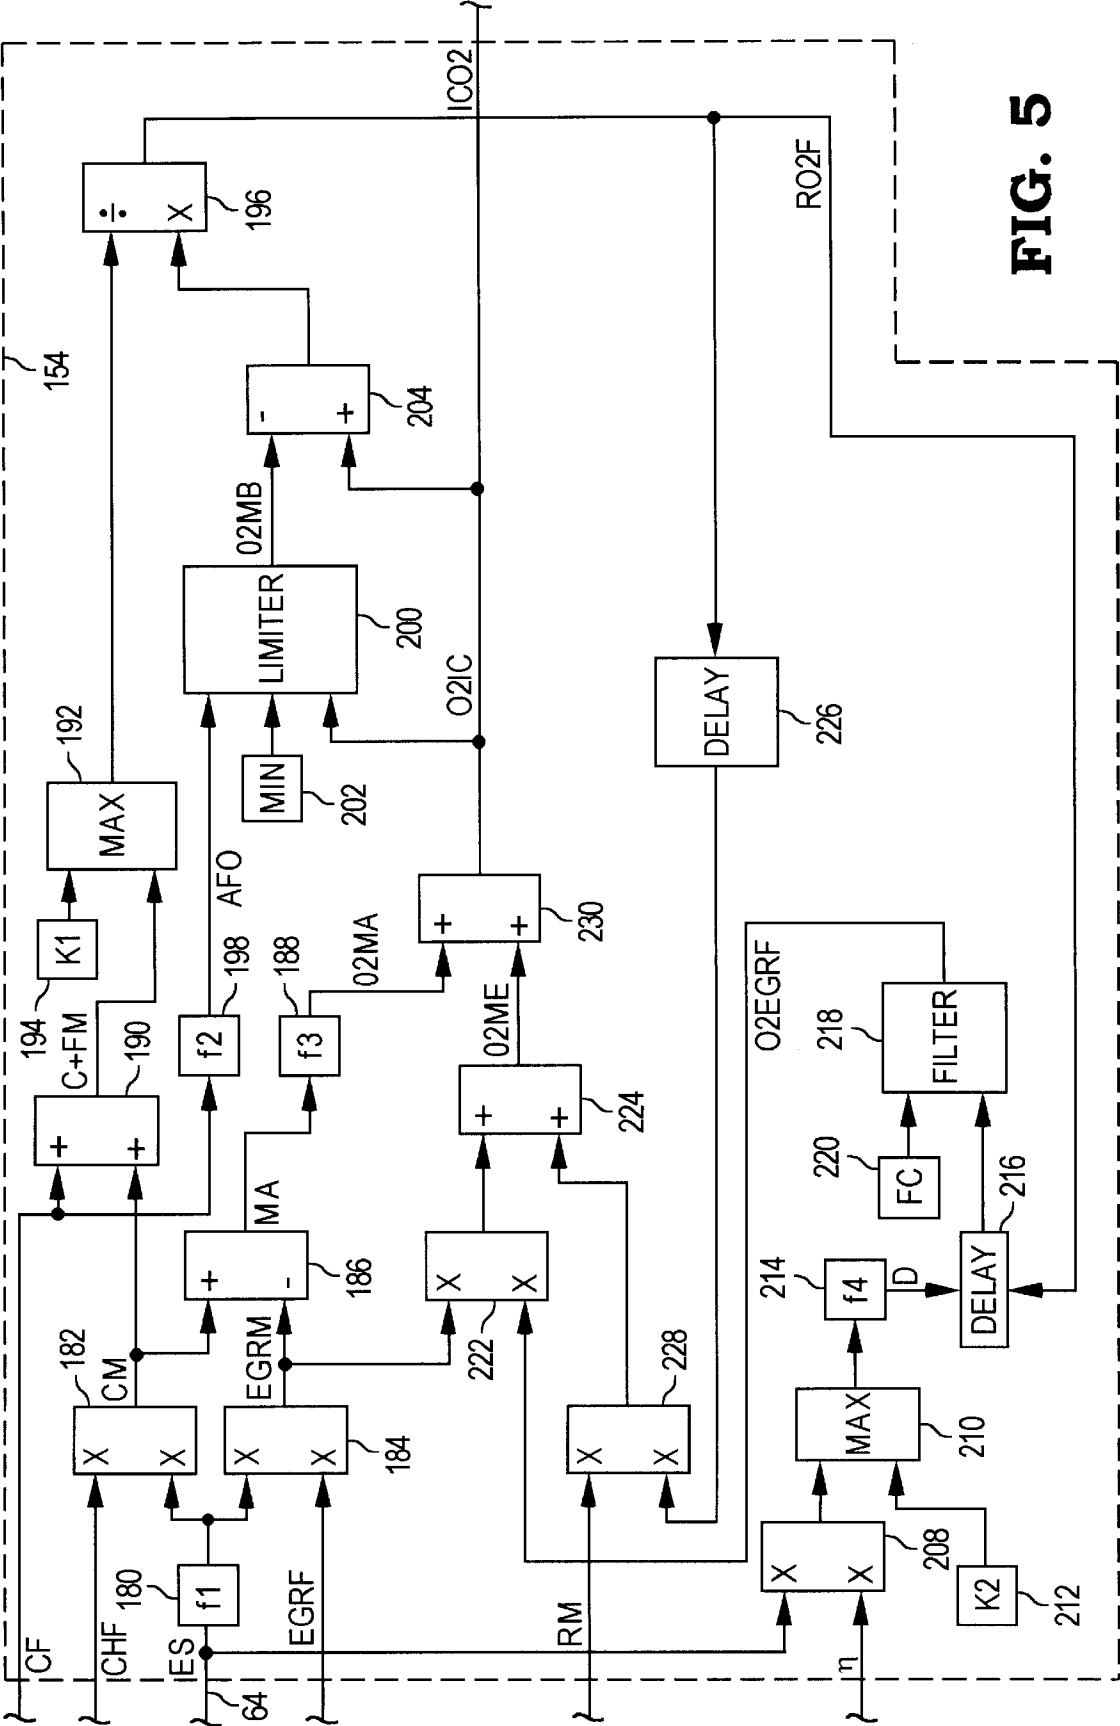 FIG. 5
154
CF
CHF
ES
64
EGRF
RM
η
180
f1
182
X
X
CM
X
X
184
EGRM
+
-
186
MA
+
+
190
C+FM
194
K1
MAX
192
f2
198
AFO
f3
188
02MA
MIN
202
LIMITER
200
02MB
-
+
204
÷
X
196
ICO2
O2IC
RO2F
X
X
222
+
+
224
02ME
+
+
230
X
X
228
DELAY
226
O2EGRF
X
X
208
K2
212
MAX
210
f4
214
D
DELAY
216
FC
220
FILTER
218